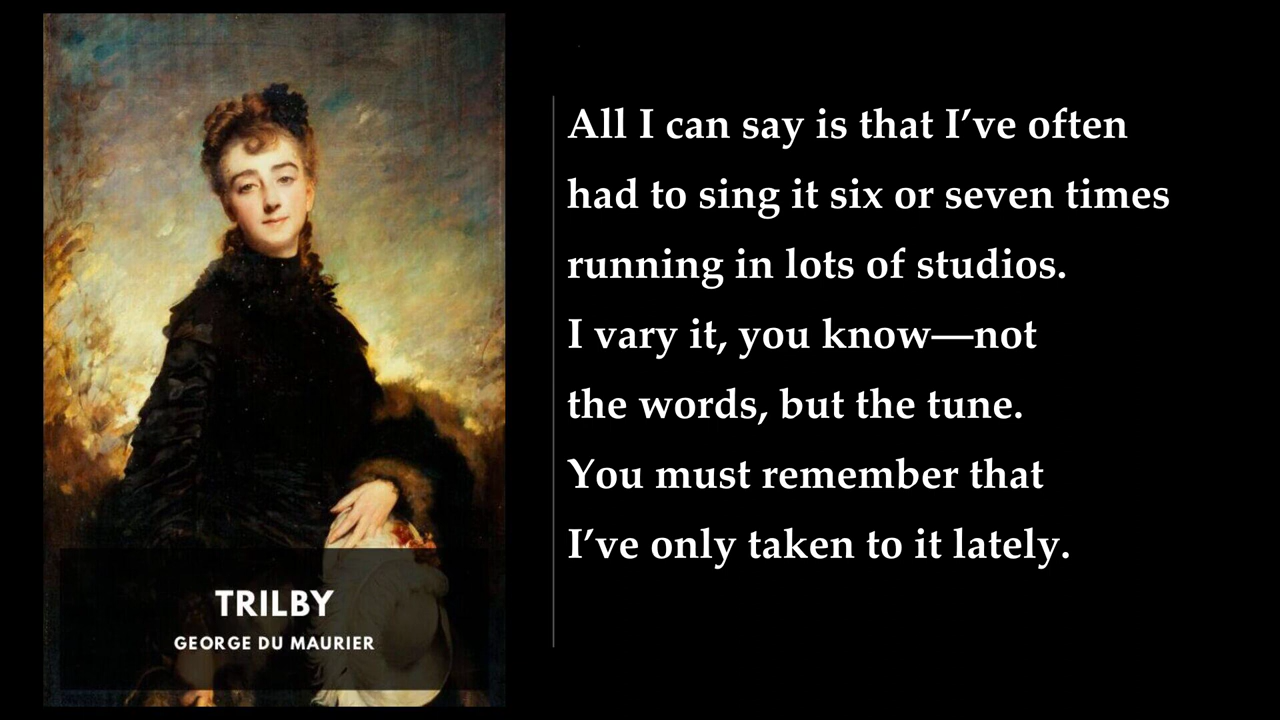 TRILBY
GEORGE DU MAURIER
All I can say is that I’ve often
had to sing it six or seven times
running in lots of studios.
I vary it, you know—not
the words, but the tune.
You must remember that
I’ve only taken to it lately.